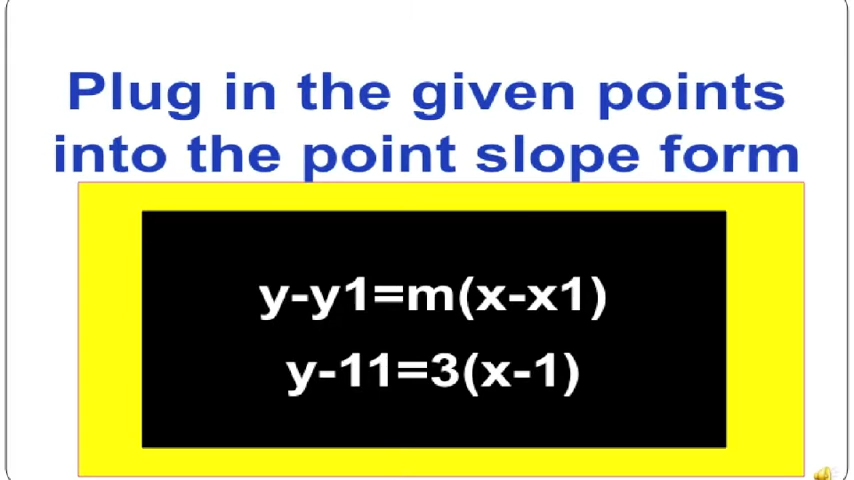 Plug in the given points
into the point slope form
y-y1=m(x-x1)
y-11=3(x-1)